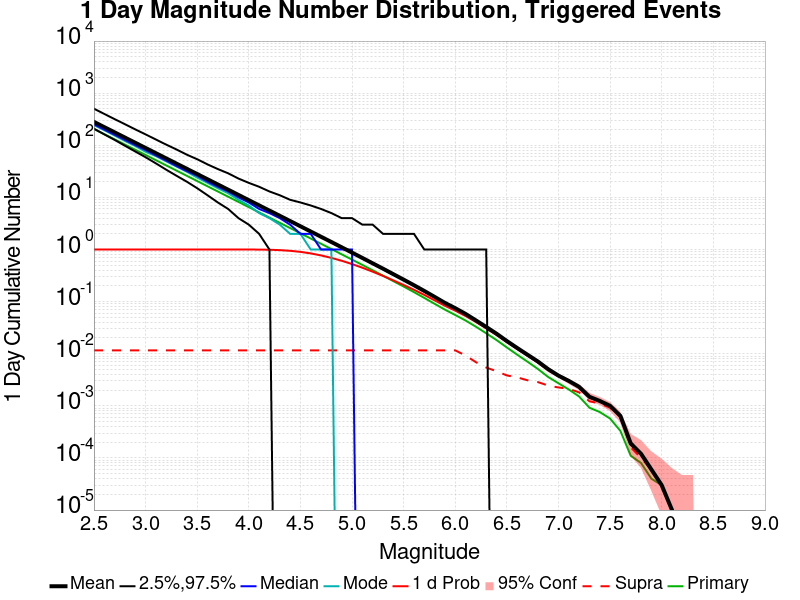 1 Day Magnitude Number Distribution, Triggered Events
10^4
10^3
10^2
10^1
10^0
10^-1
10^-2
10^-3
10^-4
10^-5
1 Day Cumulative Number
2.5 3.0 3.5 4.0 4.5 5.0 5.5 6.0 6.5 7.0 7.5 8.0 8.5 9.0
Magnitude
Mean 2.5%,97.5% Median Mode 1 d Prob 95% Conf Supra Primary